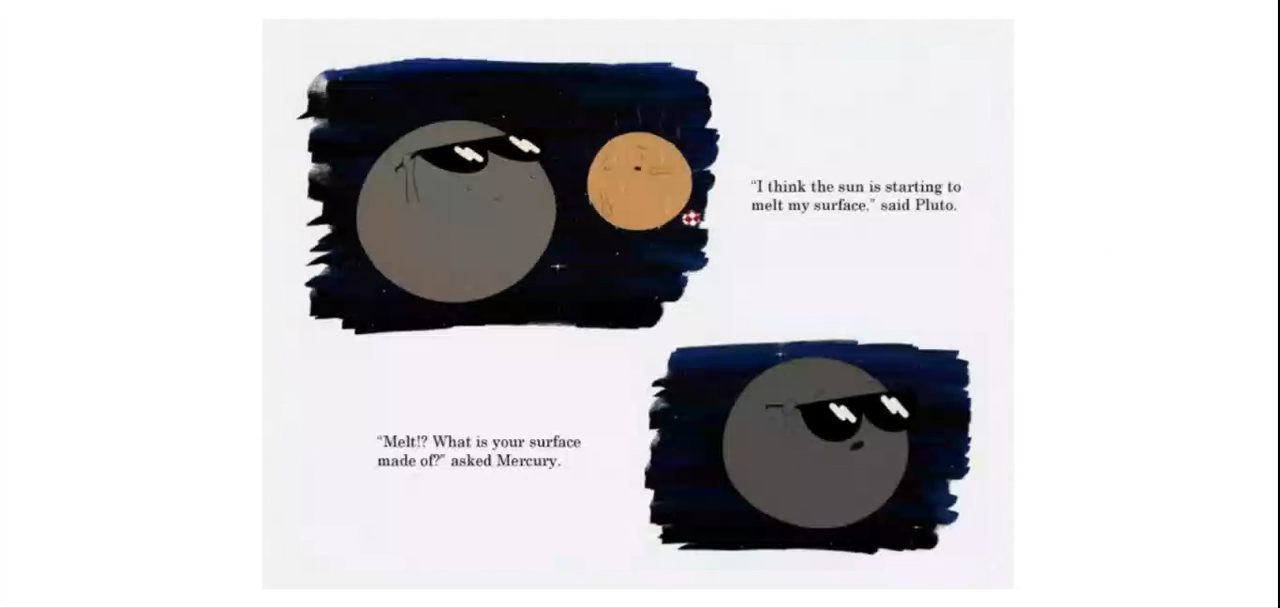 "I think the sun is starting to
melt my surface," said Pluto.
"Melt!? What is your surface
made of?" asked Mercury.